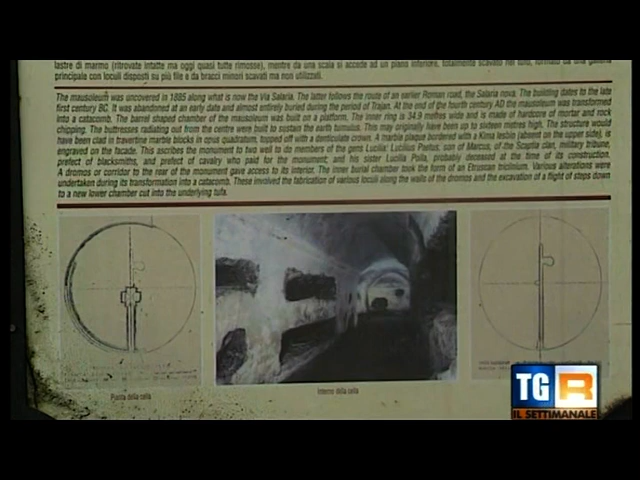 lastre di marmo (ritrovate intatte ma oggi quasi tutte rimosse), mentre da una scala si accede ad un piano inferiore, totalmente scavato nel tufo, formato da una galleria
principale con loculi disposti su più file e da bracci minori scavati ma non utilizzati.
The mausoleum was uncovered in 1885 along what is now the Via Salaria. The latter follows the route of an earlier Roman road, the Salaria nova. The building dates to the late
first century BC. It was abandoned at an early date and almost entirely buried during the period of Trajan. At the end of the fourth century AD the mausoleum was transformed
into a catacomb. The barrel shaped chamber of the mausoleum was built on a platform. The inner ring is 34.9 metres wide and is made of hardcore of mortar and rock
chipping. The buttresses radiating out from the centre were built to sustain the earth tumulus. This may originally have been up to sixteen metres high. The structure would
have been clad in travertine marble blocks in opus quadratum, topped off with a denticulate crown. A marble plaque bordered with a Kima lesbio (absent on the upper side), is
engraved on the facade. This ascribes the monument to two well to do members of the gens Lucilia: Lucilius Paetus, son of Marcus, of the Scaptia clan, military tribune,
prefect of blacksmiths, and prefect of cavalry who paid for the monument; and his sister Lucilia Polla, probably deceased at the time of its construction.
A dromos or corridor to the rear of the monument gave access to its interior. The inner burial chamber took the form of an Etruscan triclinium. Various alterations were
undertaken during its transformation into a catacomb. These involved the fabrication of various loculi along the walls of the dromos and the excavation of a flight of steps down
to a new lower chamber cut into the underlying tufa.
Pianta della cella
Interno della cella
TGR
IL SETTIMANALE